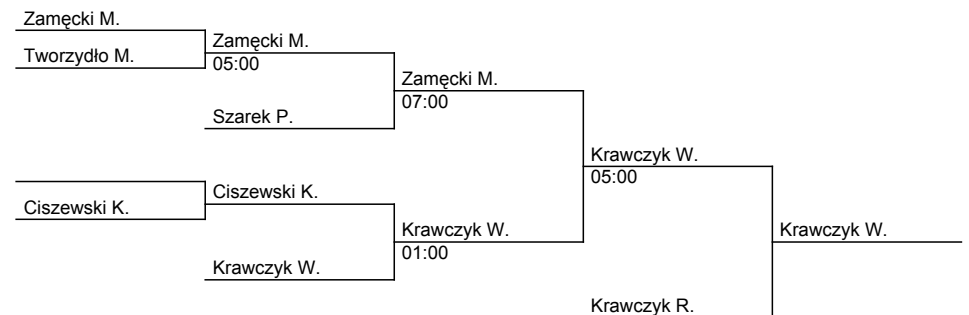 Zamęcki M.
Tworzydło M.
Zamęcki M.
05:00
Szarek P.
Zamęcki M.
07:00
Ciszewski K.
Ciszewski K.
Krawczyk W.
Krawczyk W.
01:00
Krawczyk W.
05:00
Krawczyk R.
Krawczyk W.